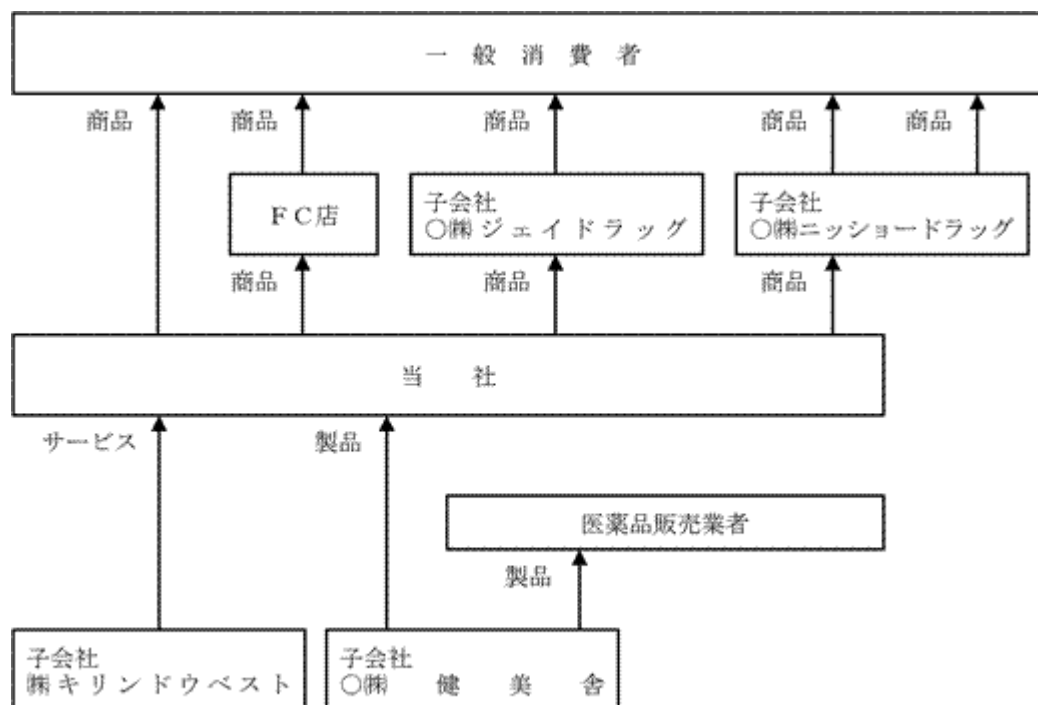 一般消費者
商品 商品 商品 商品 商品
FC店
子会社
○㈱ジェイドラッグ
子会社
○㈱ニッショードラッグ
商品 商品 商品
当社
サービス 製品
医薬品販売業者
製品
子会社
㈱キリンドウベスト
子会社
○㈱健美舎